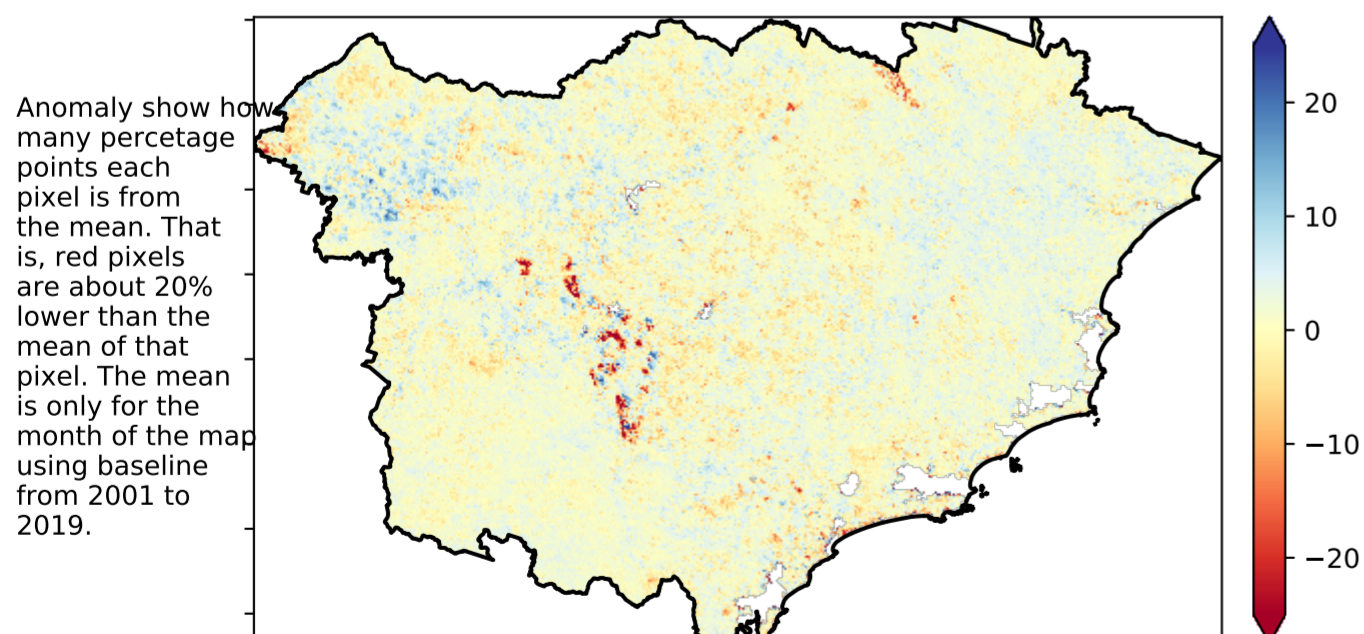 Anomaly show how
many percetage
points each
pixel is from
the mean. That
is, red pixels
are about 20%
lower than the
mean of that
pixel. The mean
is only for the
month of the map
using baseline
from 2001 to
2019.
20
10
0
−10
−20